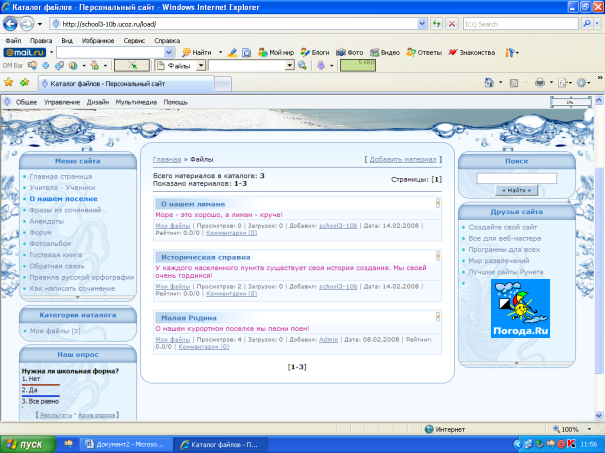 Каталог файлов - Персональный сайт - Windows Internet Explorer
http://school3-10b.ucoz.ru/load/
ICQ Search
Файл Правка Вид Избранное Сервис Справка
@mail.ru Найти Мой мир Блоги Фото Видео Ответы Знакомства
DM Bar Файлы 5 КВ/s
Каталог файлов - Персональный сайт
Общее Управление Дизайн Мультимедиа Помощь
1%
Меню сайта
Главная страница
Учителя - Ученики
О нашем поселке
Фразы из сочинений
Анекдоты
Форум
Фотоальбом
Гостевая книга
Обратная связь
Правила русской орфографии
Как написать сочинение
Категории каталога
Мои файлы [3]
Наш опрос
Нужна ли школьная форма?
1. Нет
2. Да
3. Все равно
[ Результаты · Архив опросов ]
Главная » Файлы
[ Добавить материал ]
Всего материалов в каталоге: 3
Показано материалов: 1-3
Страницы: [1]
О нашем лимане
Море - это хорошо, а лиман - круче!
Мои файлы | Просмотров: 0 | Загрузок: 0 | Добавил: school3-10b | Дата: 14.02.2008 |
Рейтинг: 0.0/0 | Комментарии (0)
Историческая справка
У каждого населенного пункта существует своя история создания. Мы своей
очень гордимся!
Мои файлы | Просмотров: 2 | Загрузок: 0 | Добавил: school3-10b | Дата: 14.02.2008 |
Рейтинг: 0.0/0 | Комментарии (0)
Малая Родина
О нашем курортном поселке мы песни поем!
Мои файлы | Просмотров: 4 | Загрузок: 0 | Добавил: Admin | Дата: 08.02.2008 | Рейтинг:
0.0/0 | Комментарии (0)
[1-3]
Поиск
« Найти »
Друзья сайта
Создайте свой сайт
Все для веб-мастера
Программы для всех
Мир развлечений
Лучшие сайты Рунета
Погода.Ru
Интернет 100%
пуск Документ2 - Microso... Каталог файлов - П... 11:56